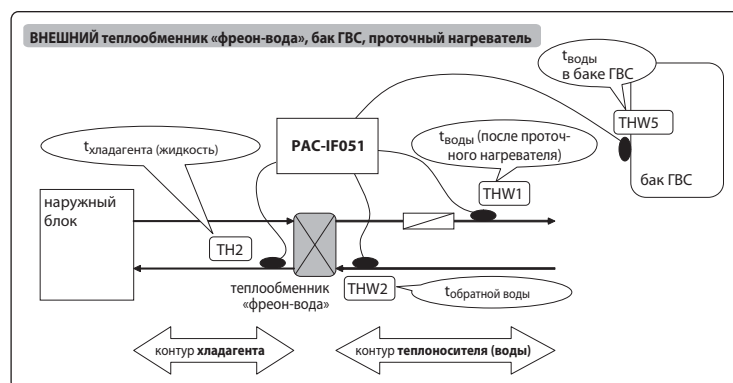 ВНЕШНИЙ теплообменник «фреон-вода», бак ГВС, проточный нагреватель
tводы
в баке ГВС
THW5
PAC-IF051
tводы (после проточ-
ного нагревателя)
tхладагента (жидкость)
THW1
бак ГВС
наружный
блок
TH2
теплообменник
«фреон-вода»
THW2
tобратной воды
контур хладагента
контур теплоносителя (воды)